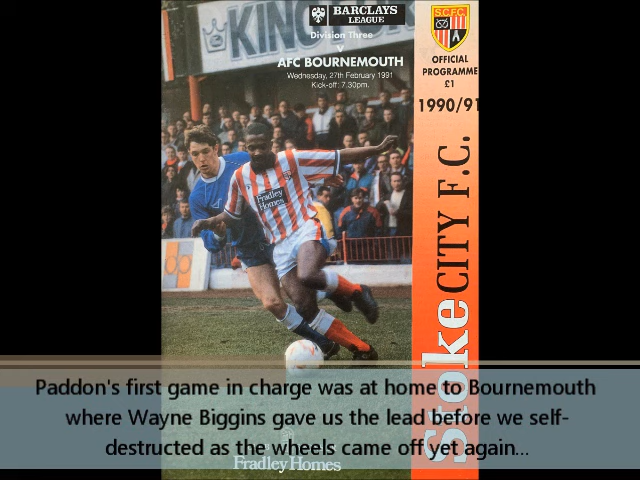 KINGS
BARCLAYS
LEAGUE
Division Three
v
AFC BOURNEMOUTH
Wednesday, 27th February 1991
Kick-off: 7.30pm.
S.C.F.C.
OFFICIAL
PROGRAMME
£1
1990/91
Stoke CITY F.C.
Fradley
Homes
dp
Paddon's first game in charge was at home to Bournemouth
where Wayne Biggins gave us the lead before we self-
destructed as the wheels came off yet again...
Fradley Homes